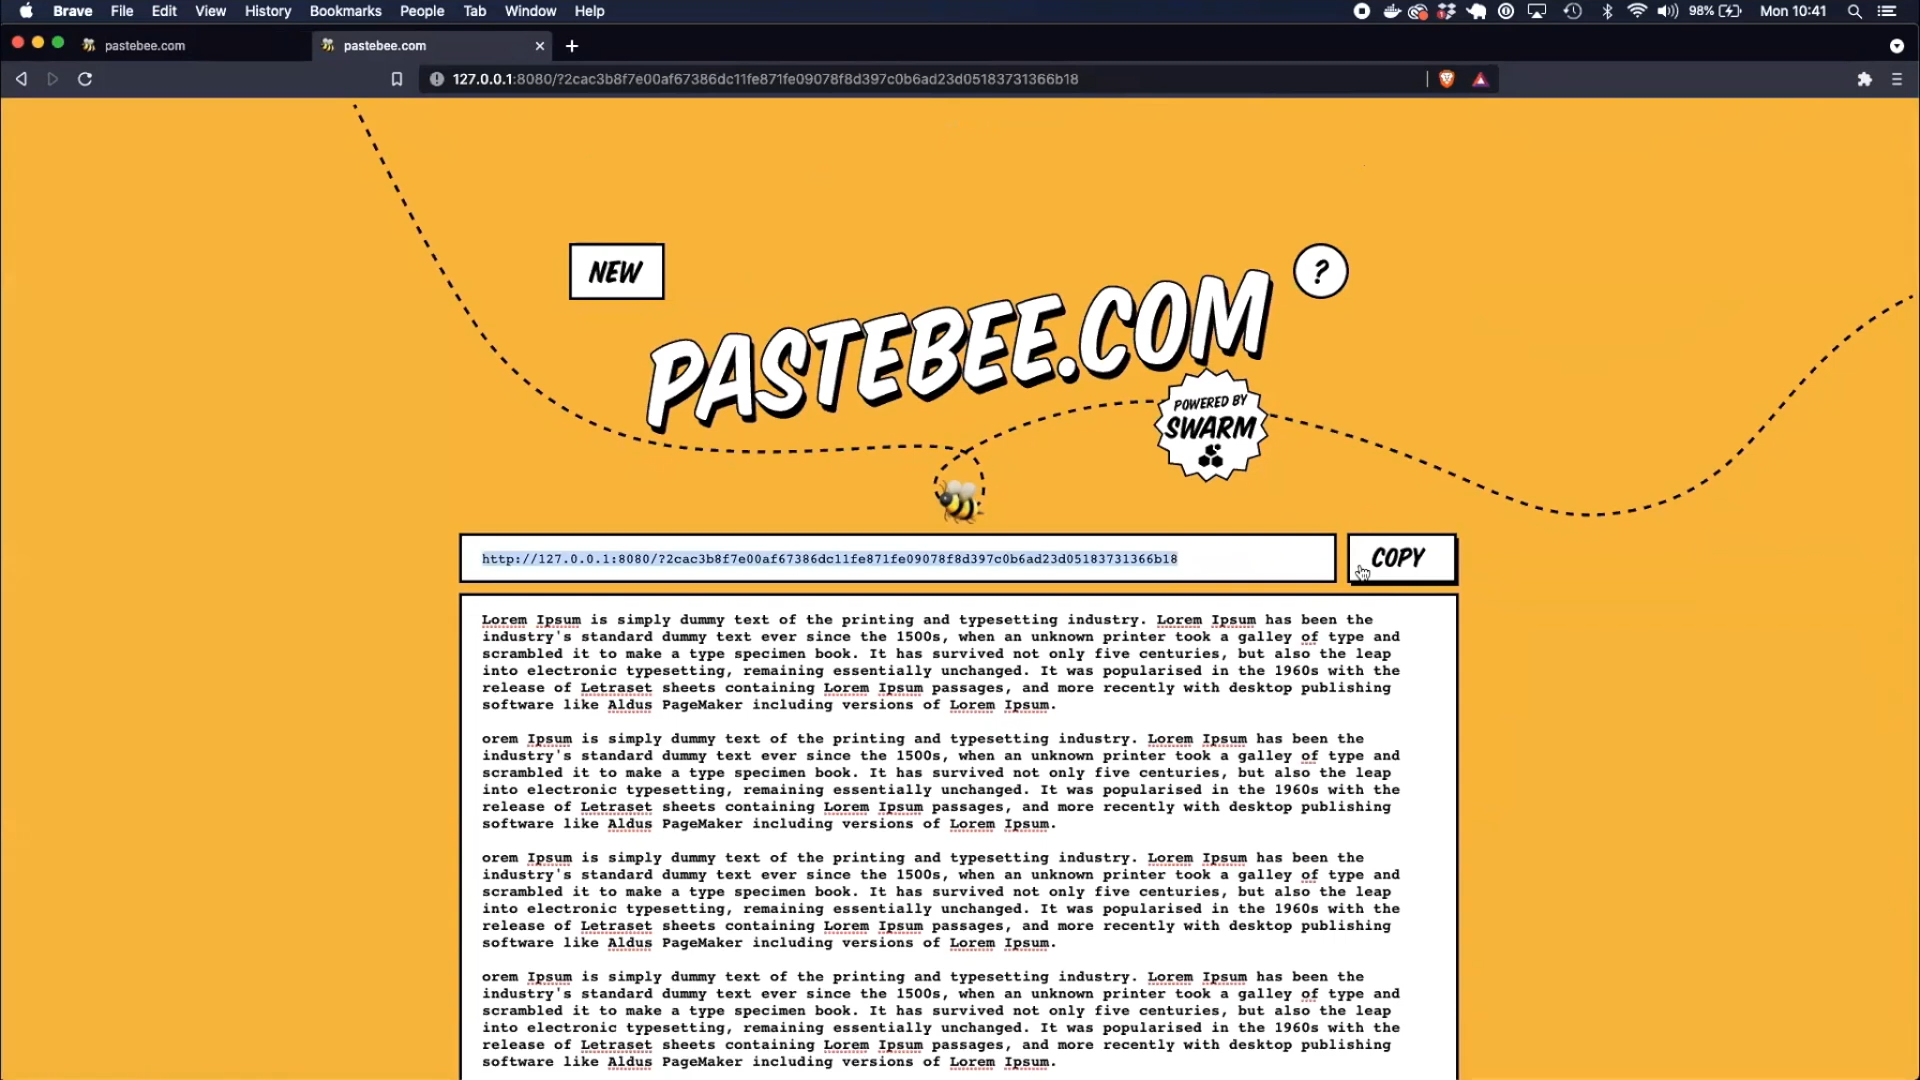 Brave File Edit View History Bookmarks People Tab Window Help 98% Mon 10:41
pastebee.com pastebee.com
127.0.0.1:8080/?2cac3b8f7e00af67386dc11fe871fe09078f8d397c0b6ad23d05183731366b18
NEW
?
PASTEBEE.COM
POWERED BY
SWARM
http://127.0.0.1:8080/?2cac3b8f7e00af67386dc11fe871fe09078f8d397c0b6ad23d05183731366b18
COPY
Lorem Ipsum is simply dummy text of the printing and typesetting industry. Lorem Ipsum has been the
industry's standard dummy text ever since the 1500s, when an unknown printer took a galley of type and
scrambled it to make a type specimen book. It has survived not only five centuries, but also the leap
into electronic typesetting, remaining essentially unchanged. It was popularised in the 1960s with the
release of Letraset sheets containing Lorem Ipsum passages, and more recently with desktop publishing
software like Aldus PageMaker including versions of Lorem Ipsum.
orem Ipsum is simply dummy text of the printing and typesetting industry. Lorem Ipsum has been the
industry's standard dummy text ever since the 1500s, when an unknown printer took a galley of type and
scrambled it to make a type specimen book. It has survived not only five centuries, but also the leap
into electronic typesetting, remaining essentially unchanged. It was popularised in the 1960s with the
release of Letraset sheets containing Lorem Ipsum passages, and more recently with desktop publishing
software like Aldus PageMaker including versions of Lorem Ipsum.
orem Ipsum is simply dummy text of the printing and typesetting industry. Lorem Ipsum has been the
industry's standard dummy text ever since the 1500s, when an unknown printer took a galley of type and
scrambled it to make a type specimen book. It has survived not only five centuries, but also the leap
into electronic typesetting, remaining essentially unchanged. It was popularised in the 1960s with the
release of Letraset sheets containing Lorem Ipsum passages, and more recently with desktop publishing
software like Aldus PageMaker including versions of Lorem Ipsum.
orem Ipsum is simply dummy text of the printing and typesetting industry. Lorem Ipsum has been the
industry's standard dummy text ever since the 1500s, when an unknown printer took a galley of type and
scrambled it to make a type specimen book. It has survived not only five centuries, but also the leap
into electronic typesetting, remaining essentially unchanged. It was popularised in the 1960s with the
release of Letraset sheets containing Lorem Ipsum passages, and more recently with desktop publishing
software like Aldus PageMaker including versions of Lorem Ipsum.